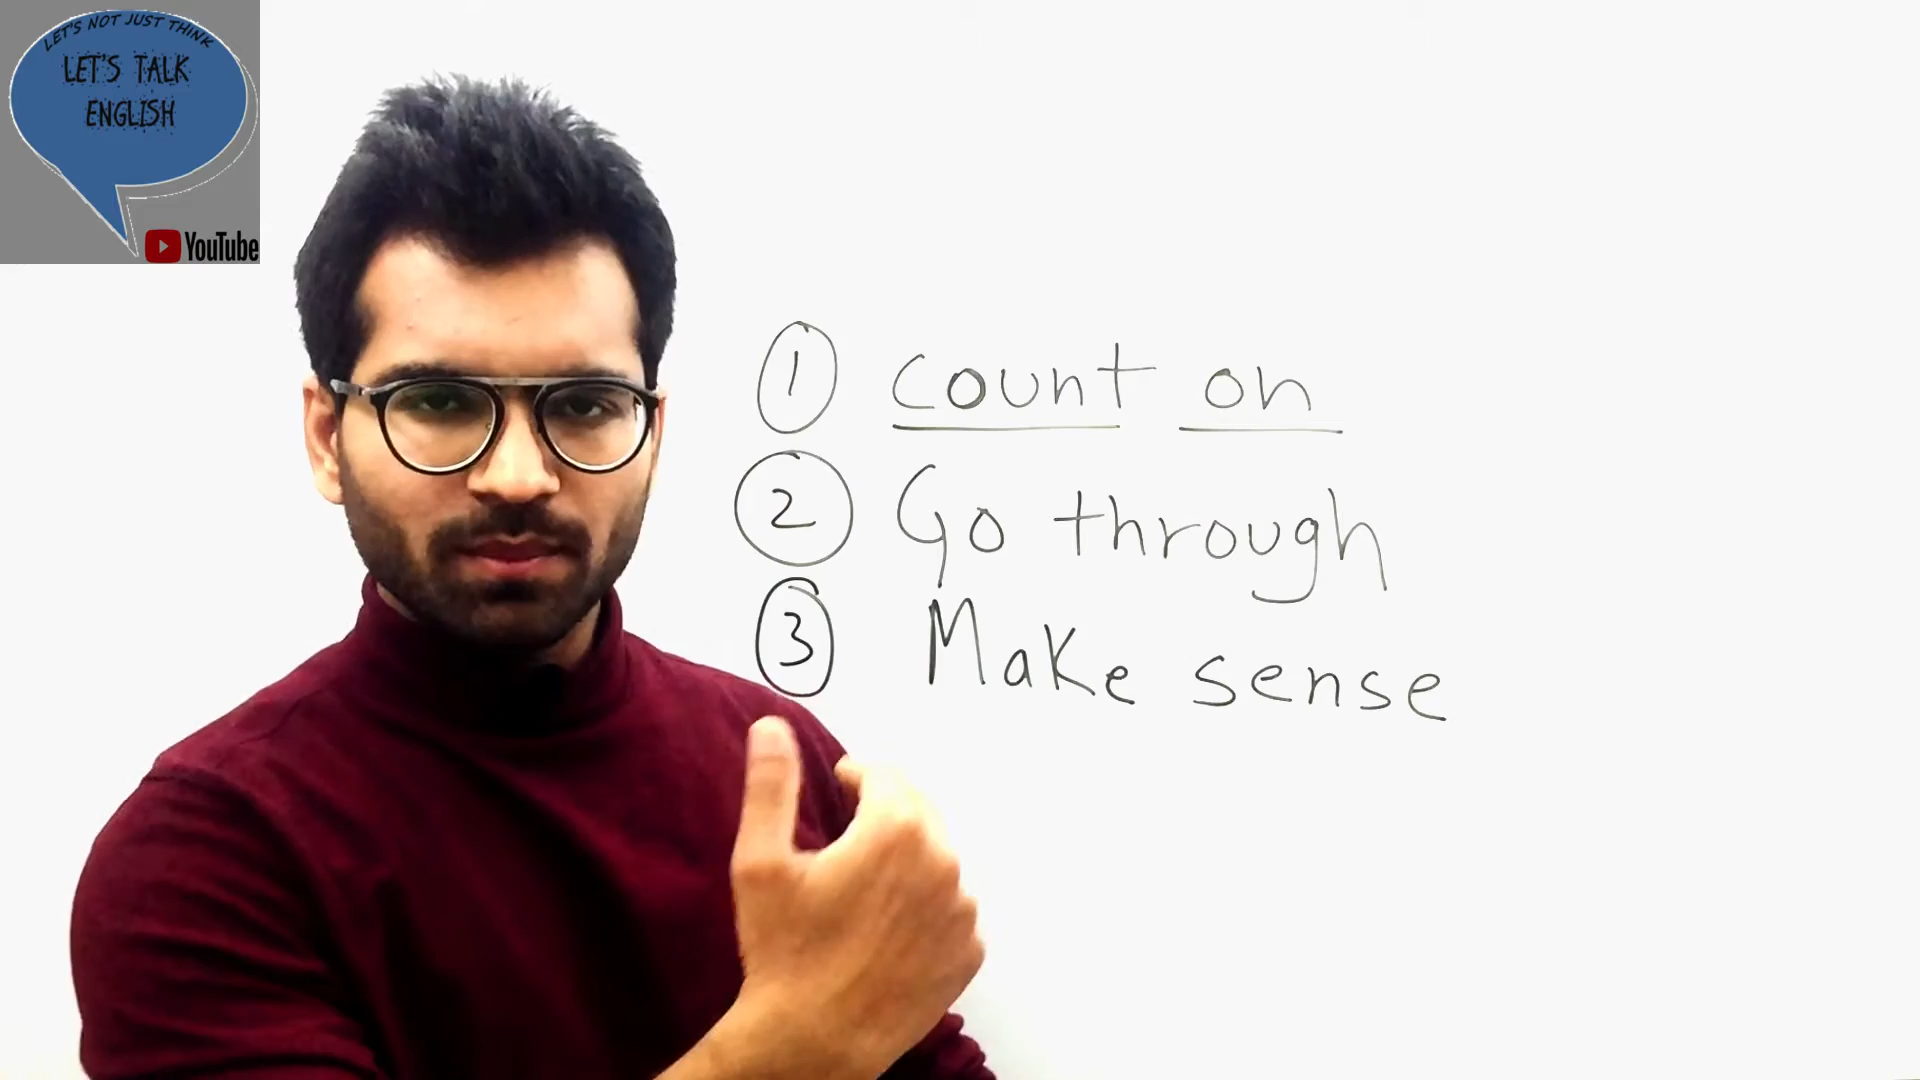 LET'S NOT JUST THINK
LET'S TALK
ENGLISH
YouTube
1 count on
2 Go through
3 Make sense